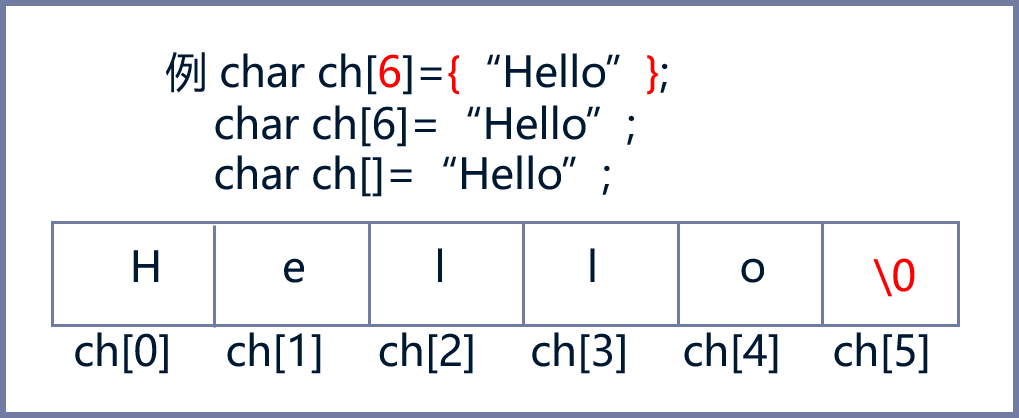 例 char ch[6]={“Hello”};
char ch[6]=“Hello”;
char ch[]=“Hello”;
H e l l o \0
ch[0] ch[1] ch[2] ch[3] ch[4] ch[5]